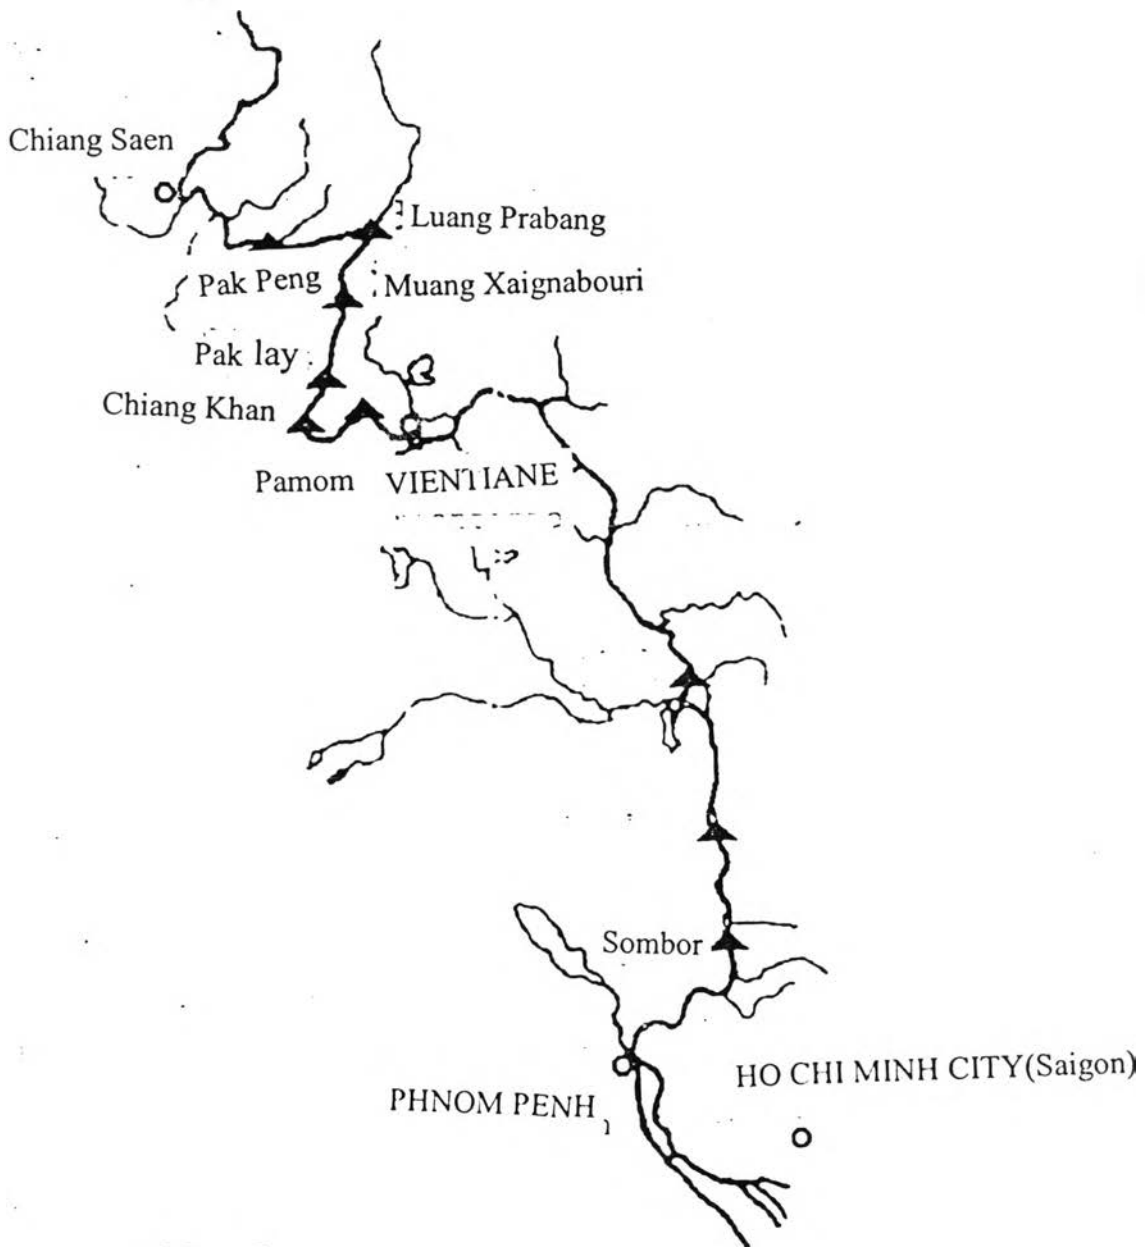 Chiang Saen
Luang Prabang
Pak Peng
Muang Xaignabouri
Pak lay
Chiang Khan
Pamom
VIENTIANE
Sombor
HO CHI MINH CITY(Saigon)
PHNOM PENH